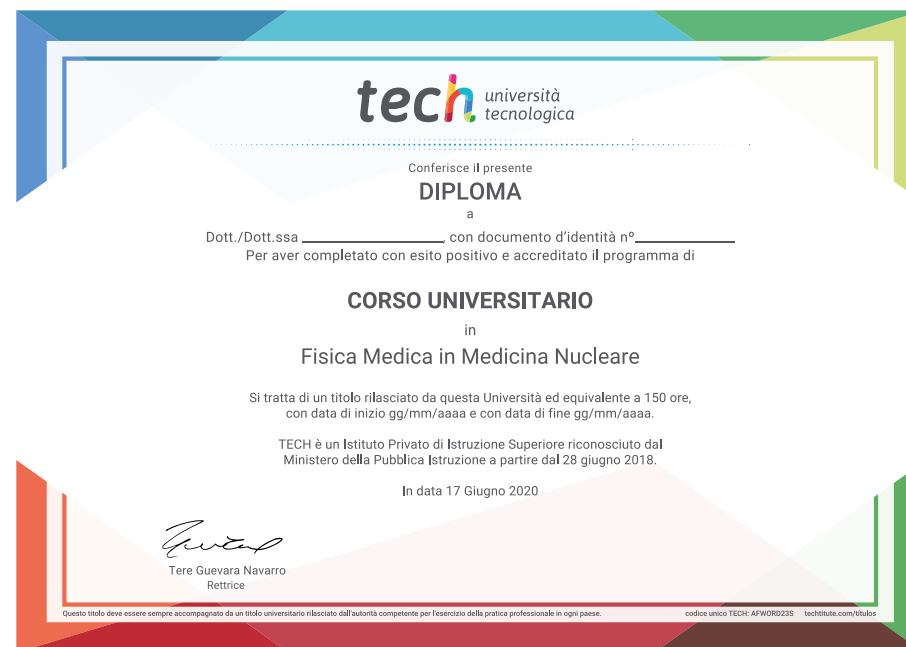 tech università
tecnologica
Conferisce il presente
DIPLOMA
a
Dott./Dott.ssa ________________, con documento d'identità nº____________
Per aver completato con esito positivo e accreditato il programma di
CORSO UNIVERSITARIO
in
Fisica Medica in Medicina Nucleare
Si tratta di un titolo rilasciato da questa Università ed equivalente a 150 ore,
con data di inizio gg/mm/aaaa e con data di fine gg/mm/aaaa.
TECH è un Istituto Privato di Istruzione Superiore riconosciuto dal
Ministero della Pubblica Istruzione a partire dal 28 giugno 2018.
In data 17 Giugno 2020
Tere Guevara Navarro
Rettrice
Questo titolo deve essere sempre accompagnato da un titolo universitario rilasciato dall'autorità competente per l'esercizio della pratica professionale in ogni paese. codice unico TECH: AFWORD23S techtitute.com/títulos